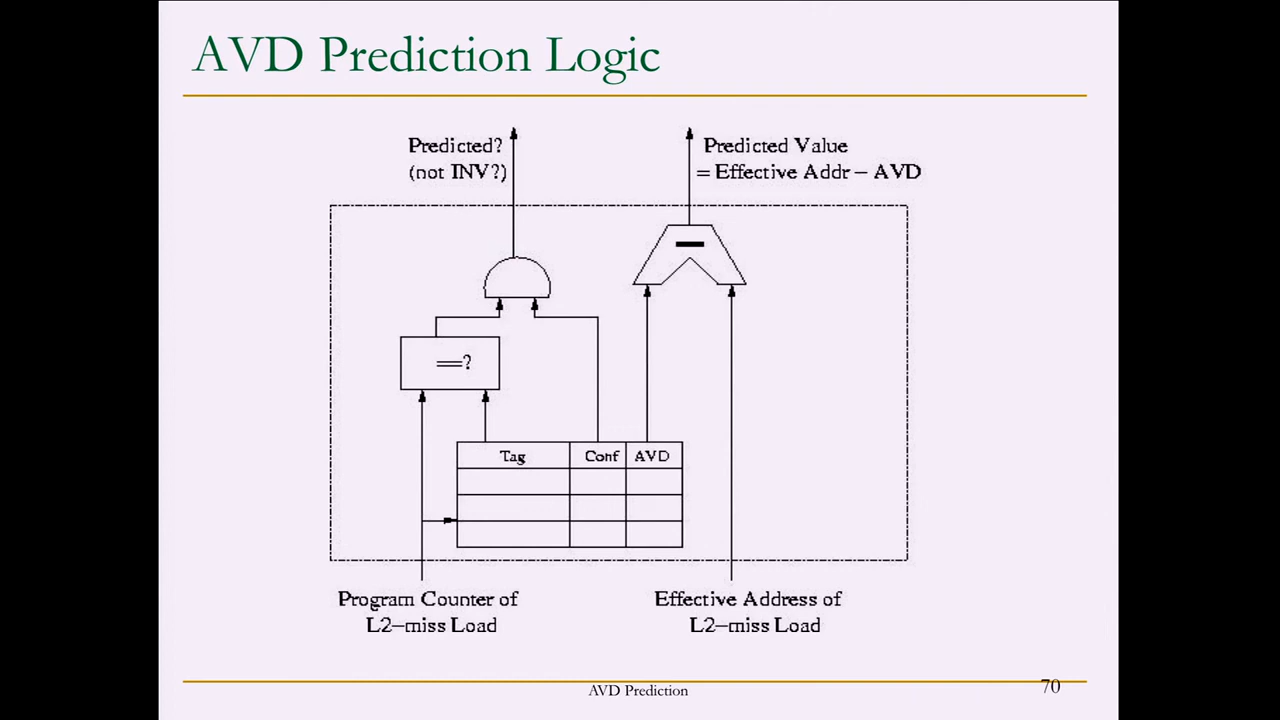 AVD Prediction Logic
Predicted?
(not INV?)
Predicted Value
= Effective Addr – AVD
==?
Tag Conf AVD
Program Counter of
L2–miss Load
Effective Address of
L2–miss Load
AVD Prediction
70